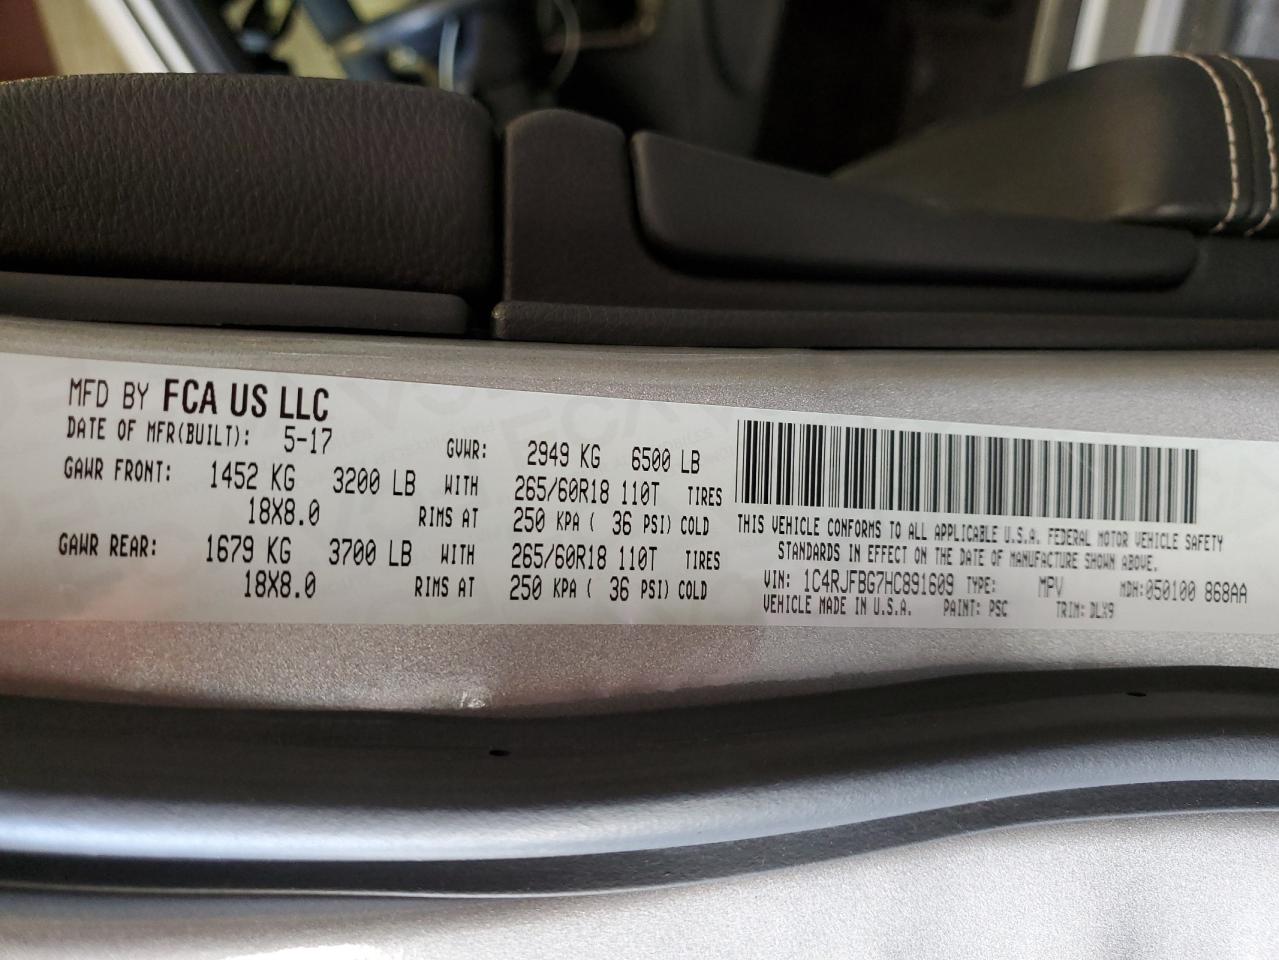 MFD BY FCA US LLC
DATE OF MFR(BUILT): 5-17 GVWR: 2949 KG 6500 LB
GAWR FRONT: 1452 KG 3200 LB WITH 265/60R18 110T TIRES
18X8.0 RIMS AT 250 KPA ( 36 PSI) COLD
GAWR REAR: 1679 KG 3700 LB WITH 265/60R18 110T TIRES
18X8.0 RIMS AT 250 KPA ( 36 PSI) COLD
THIS VEHICLE CONFORMS TO ALL APPLICABLE U.S.A. FEDERAL MOTOR VEHICLE SAFETY
STANDARDS IN EFFECT ON THE DATE OF MANUFACTURE SHOWN ABOVE.
VIN: 1C4RJFBG7HC891609 TYPE: MPV MDH: 050100 868AA
VEHICLE MADE IN U.S.A. PAINT: PSC TRIM: DLX9